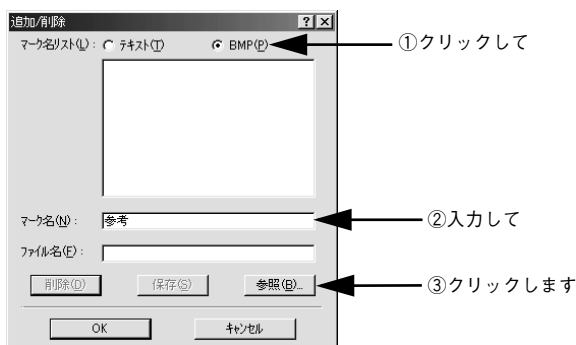 追加/削除
マーク名リスト(L): テキスト(T) BMP(P) ①クリックして
マーク名(N): 参考 ②入力して
ファイル名(F):
削除(D) 保存(S) 参照(B)... ③クリックします
OK キャンセル